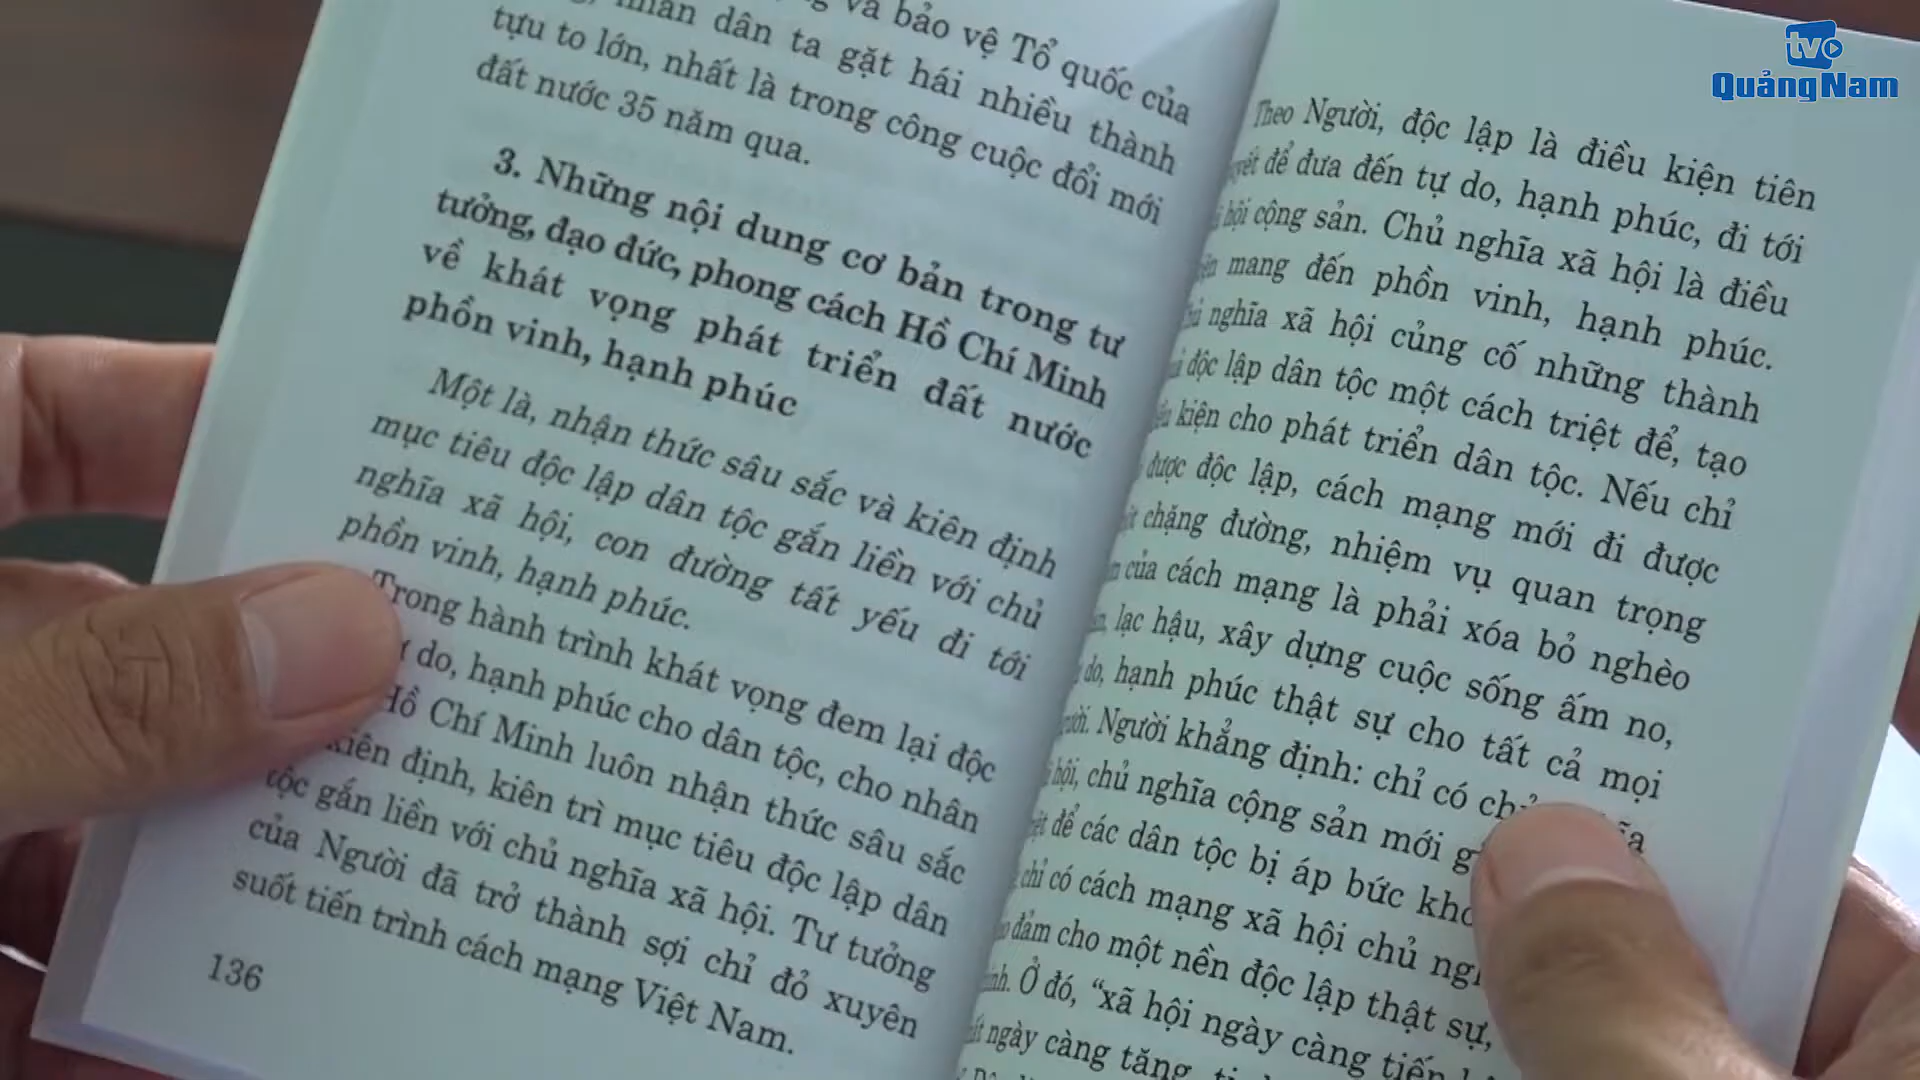 và bảo vệ Tổ quốc của
nhân dân ta gặt hái nhiều thành
tựu to lớn, nhất là trong công cuộc đổi mới
đất nước 35 năm qua.
3. Những nội dung cơ bản trong tư
tưởng, đạo đức, phong cách Hồ Chí Minh
về khát vọng phát triển đất nước
phồn vinh, hạnh phúc
Một là, nhận thức sâu sắc và kiên định
mục tiêu độc lập dân tộc gắn liền với chủ
nghĩa xã hội, con đường tất yếu đi tới
phồn vinh, hạnh phúc.
Trong hành trình khát vọng đem lại độc
do, hạnh phúc cho dân tộc, cho nhân
Hồ Chí Minh luôn nhận thức sâu sắc
kiên định, kiên trì mục tiêu độc lập dân
tộc gắn liền với chủ nghĩa xã hội. Tư tưởng
của Người đã trở thành sợi chỉ đỏ xuyên
suốt tiến trình cách mạng Việt Nam.
136
Theo Người, độc lập là điều kiện tiên
để đưa đến tự do, hạnh phúc, đi tới
hội cộng sản. Chủ nghĩa xã hội là điều
mang đến phồn vinh, hạnh phúc.
nghĩa xã hội củng cố những thành
độc lập dân tộc một cách triệt để, tạo
kiện cho phát triển dân tộc. Nếu chỉ
được độc lập, cách mạng mới đi được
chặng đường, nhiệm vụ quan trọng
của cách mạng là phải xóa bỏ nghèo
lạc hậu, xây dựng cuộc sống ấm no,
do, hạnh phúc thật sự cho tất cả mọi
Người khẳng định: chỉ có
hội, chủ nghĩa cộng sản mới
để các dân tộc bị áp bức
chỉ có cách mạng xã hội chủ
đảm cho một nền độc lập thật sự,
Ở đó, "xã hội ngày càng tiến
ngày càng tăng,
tvo
Quảng Nam